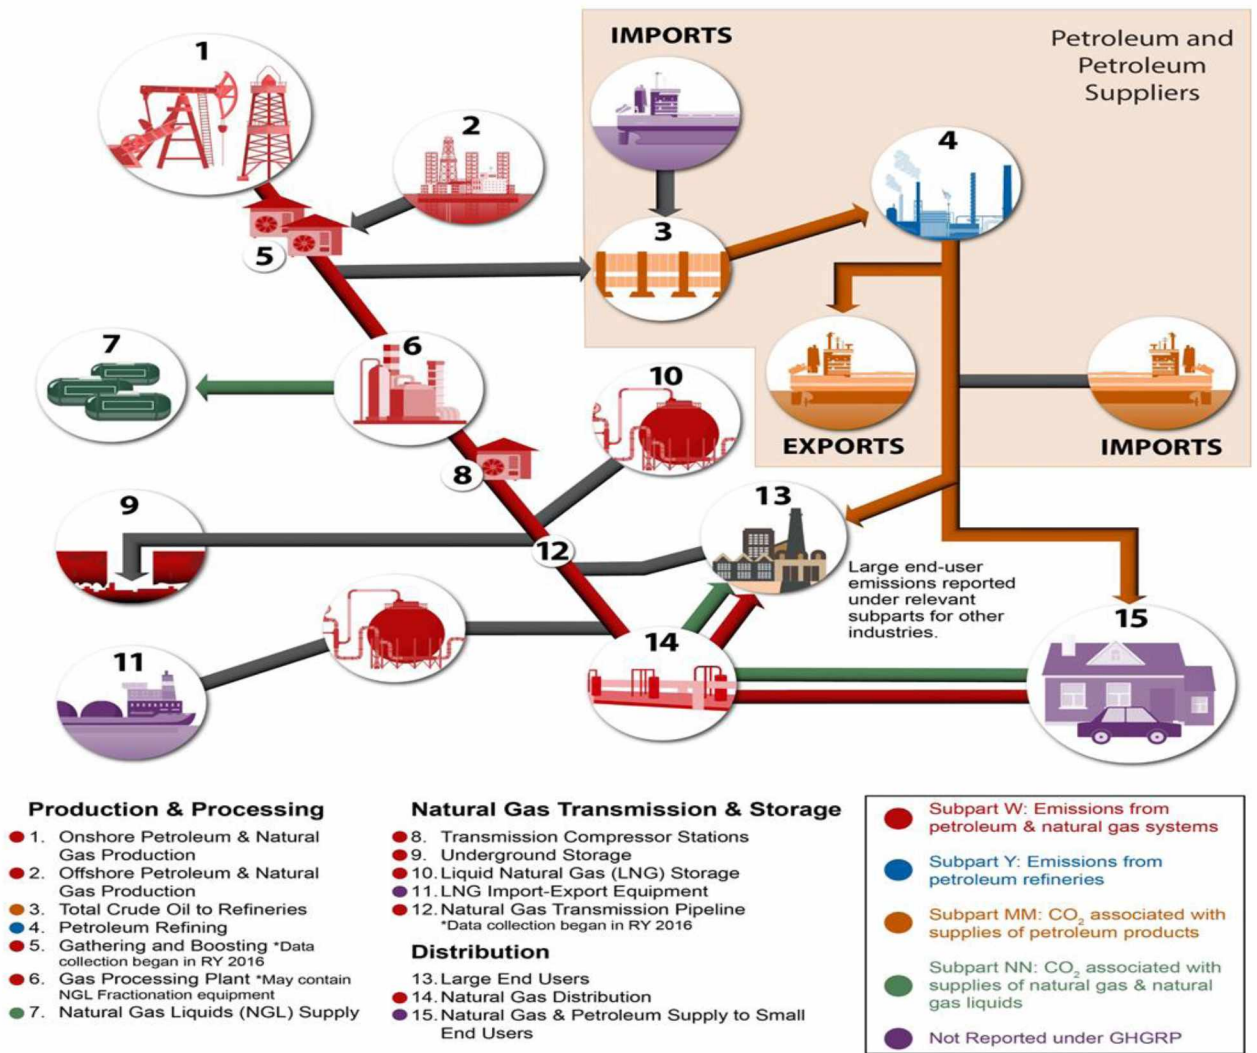 IMPORTS
Petroleum and
Petroleum
Suppliers
1
2
3
4
5
6
7
8
9
10
11
12
13
14
15
EXPORTS
IMPORTS
Large end-user
emissions reported
under relevant
subparts for other
industries.
Production & Processing
1. Onshore Petroleum & Natural
Gas Production
2. Offshore Petroleum & Natural
Gas Production
3. Total Crude Oil to Refineries
4. Petroleum Refining
5. Gathering and Boosting *Data
collection began in RY 2016
6. Gas Processing Plant *May contain
NGL Fractionation equipment
7. Natural Gas Liquids (NGL) Supply
Natural Gas Transmission & Storage
8. Transmission Compressor Stations
9. Underground Storage
10. Liquid Natural Gas (LNG) Storage
11. LNG Import-Export Equipment
12. Natural Gas Transmission Pipeline
*Data collection began in RY 2016
Distribution
13. Large End Users
14. Natural Gas Distribution
15. Natural Gas & Petroleum Supply to Small
End Users
Subpart W: Emissions from
petroleum & natural gas systems
Subpart Y: Emissions from
petroleum refineries
Subpart MM: CO₂ associated with
supplies of petroleum products
Subpart NN: CO₂ associated with
supplies of natural gas & natural
gas liquids
Not Reported under GHGRP